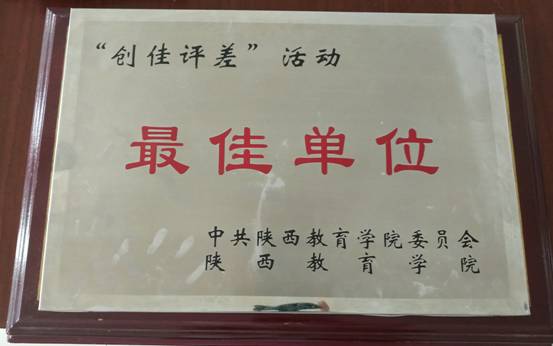 “创佳评差”活动
最佳单位
中共陕西教育学院委员会
陕西教育学院